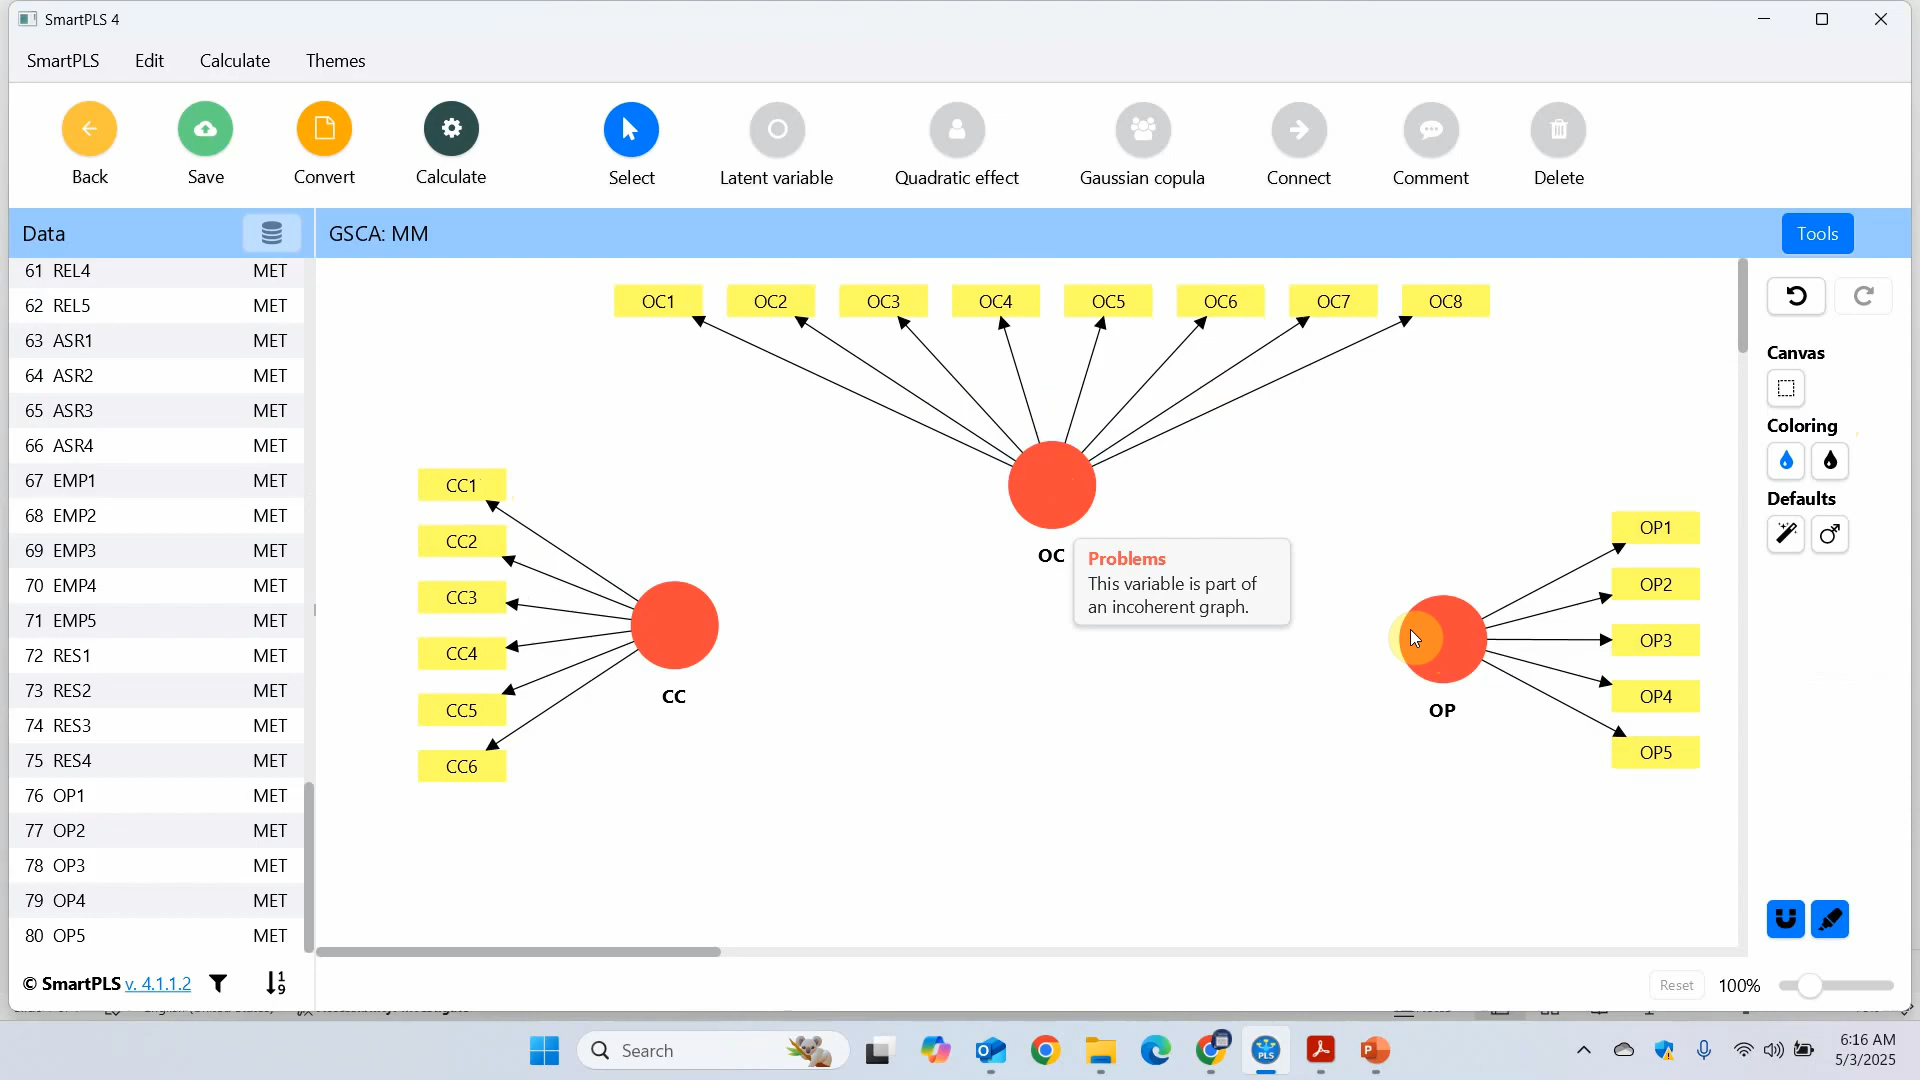 SmartPLS 4
SmartPLS Edit Calculate Themes
Back Save Convert Calculate Select Latent variable Quadratic effect Gaussian copula Connect Comment Delete
Data
GSCA: MM
Tools
61 REL4 MET
62 REL5 MET
63 ASR1 MET
64 ASR2 MET
65 ASR3 MET
66 ASR4 MET
67 EMP1 MET
68 EMP2 MET
69 EMP3 MET
70 EMP4 MET
71 EMP5 MET
72 RES1 MET
73 RES2 MET
74 RES3 MET
75 RES4 MET
76 OP1 MET
77 OP2 MET
78 OP3 MET
79 OP4 MET
80 OP5 MET
© SmartPLS v. 4.1.1.2
1
9
OC1 OC2 OC3 OC4 OC5 OC6 OC7 OC8
OC
CC1
CC2
CC3
CC4
CC5
CC6
CC
Problems
This variable is part of
an incoherent graph.
OP1
OP2
OP3
OP4
OP5
OP
Canvas
Coloring
Defaults
Reset 100%
Search
PLS
6:16 AM
5/3/2025